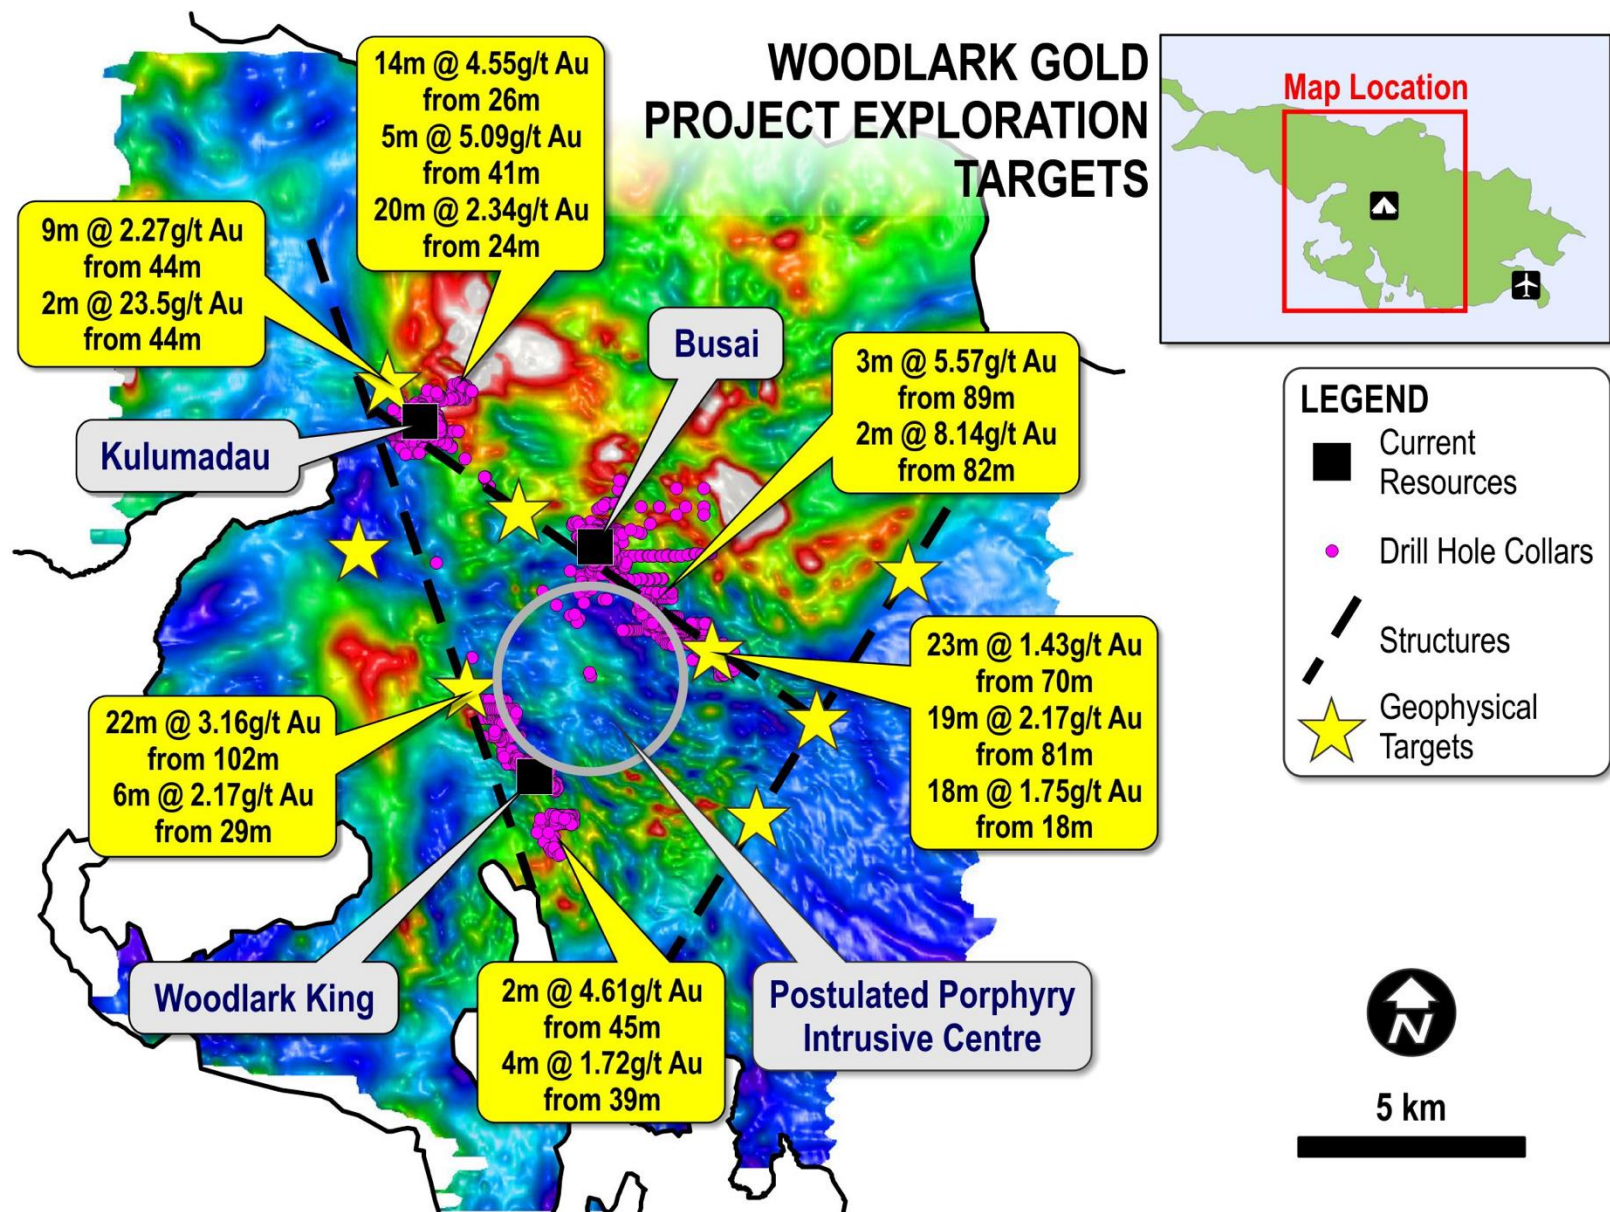 WOODLARK GOLD
PROJECT EXPLORATION
TARGETS
Map Location
14m @ 4.55g/t Au
from 26m
5m @ 5.09g/t Au
from 41m
20m @ 2.34g/t Au
from 24m
9m @ 2.27g/t Au
from 44m
2m @ 23.5g/t Au
from 44m
Busai
3m @ 5.57g/t Au
from 89m
2m @ 8.14g/t Au
from 82m
Kulumadau
LEGEND
Current
Resources
Drill Hole Collars
Structures
Geophysical
Targets
23m @ 1.43g/t Au
from 70m
19m @ 2.17g/t Au
from 81m
18m @ 1.75g/t Au
from 18m
22m @ 3.16g/t Au
from 102m
6m @ 2.17g/t Au
from 29m
Woodlark King
2m @ 4.61g/t Au
from 45m
4m @ 1.72g/t Au
from 39m
Postulated Porphyry
Intrusive Centre
N
5 km